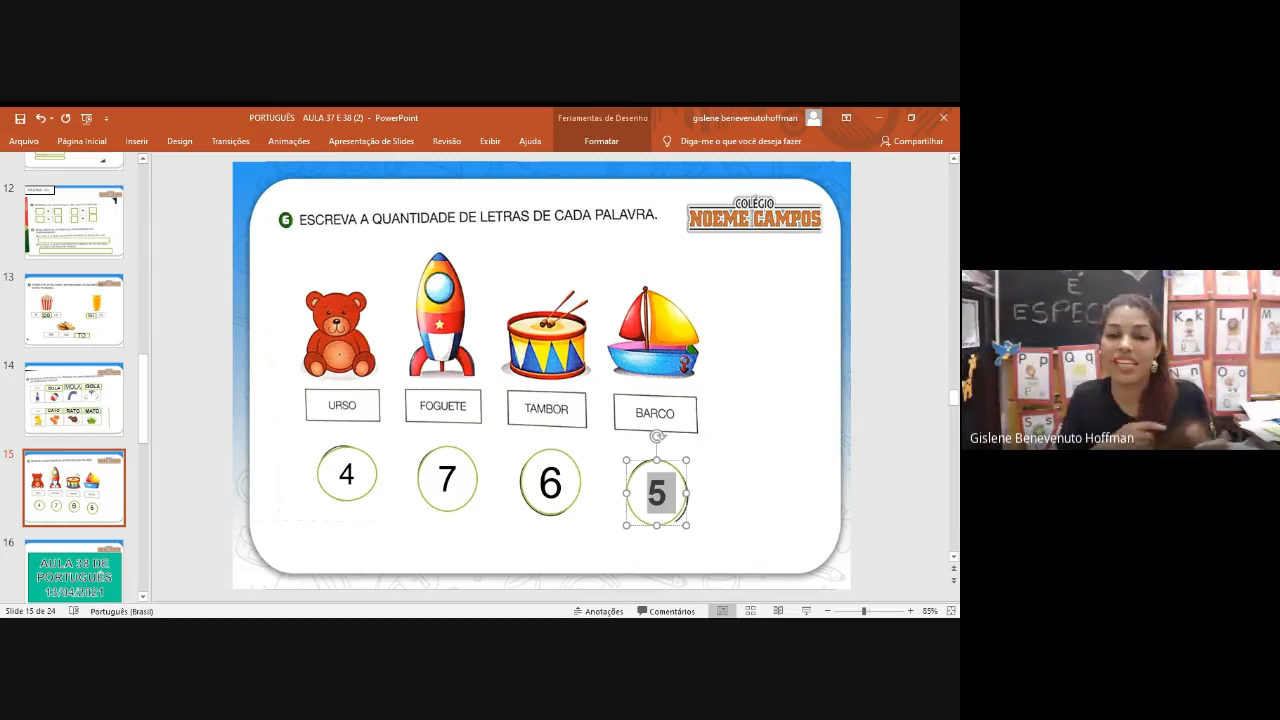 PORTUGUÊS AULA 37 E 38 (2) - PowerPoint
Ferramentas de Desenho
gislene benevenutohoffman
Arquivo
Página Inicial
Inserir
Design
Transições
Animações
Apresentação de Slides
Revisão
Exibir
Ajuda
Formatar
Diga-me o que você deseja fazer
Compartilhar
12
13
14
15
16
AULA 38 DE
PORTUGUÊS
13/04/2021
6 ESCREVA A QUANTIDADE DE LETRAS DE CADA PALAVRA.
COLÉGIO
NOEME CAMPOS
URSO
FOGUETE
TAMBOR
BARCO
4
7
6
5
É
ESPEC
K k
L
P p
Q q
N n
O o
Gislene Benevenuto Hoffman
Slide 15 de 24
Português (Brasil)
Anotações
Comentários
85%